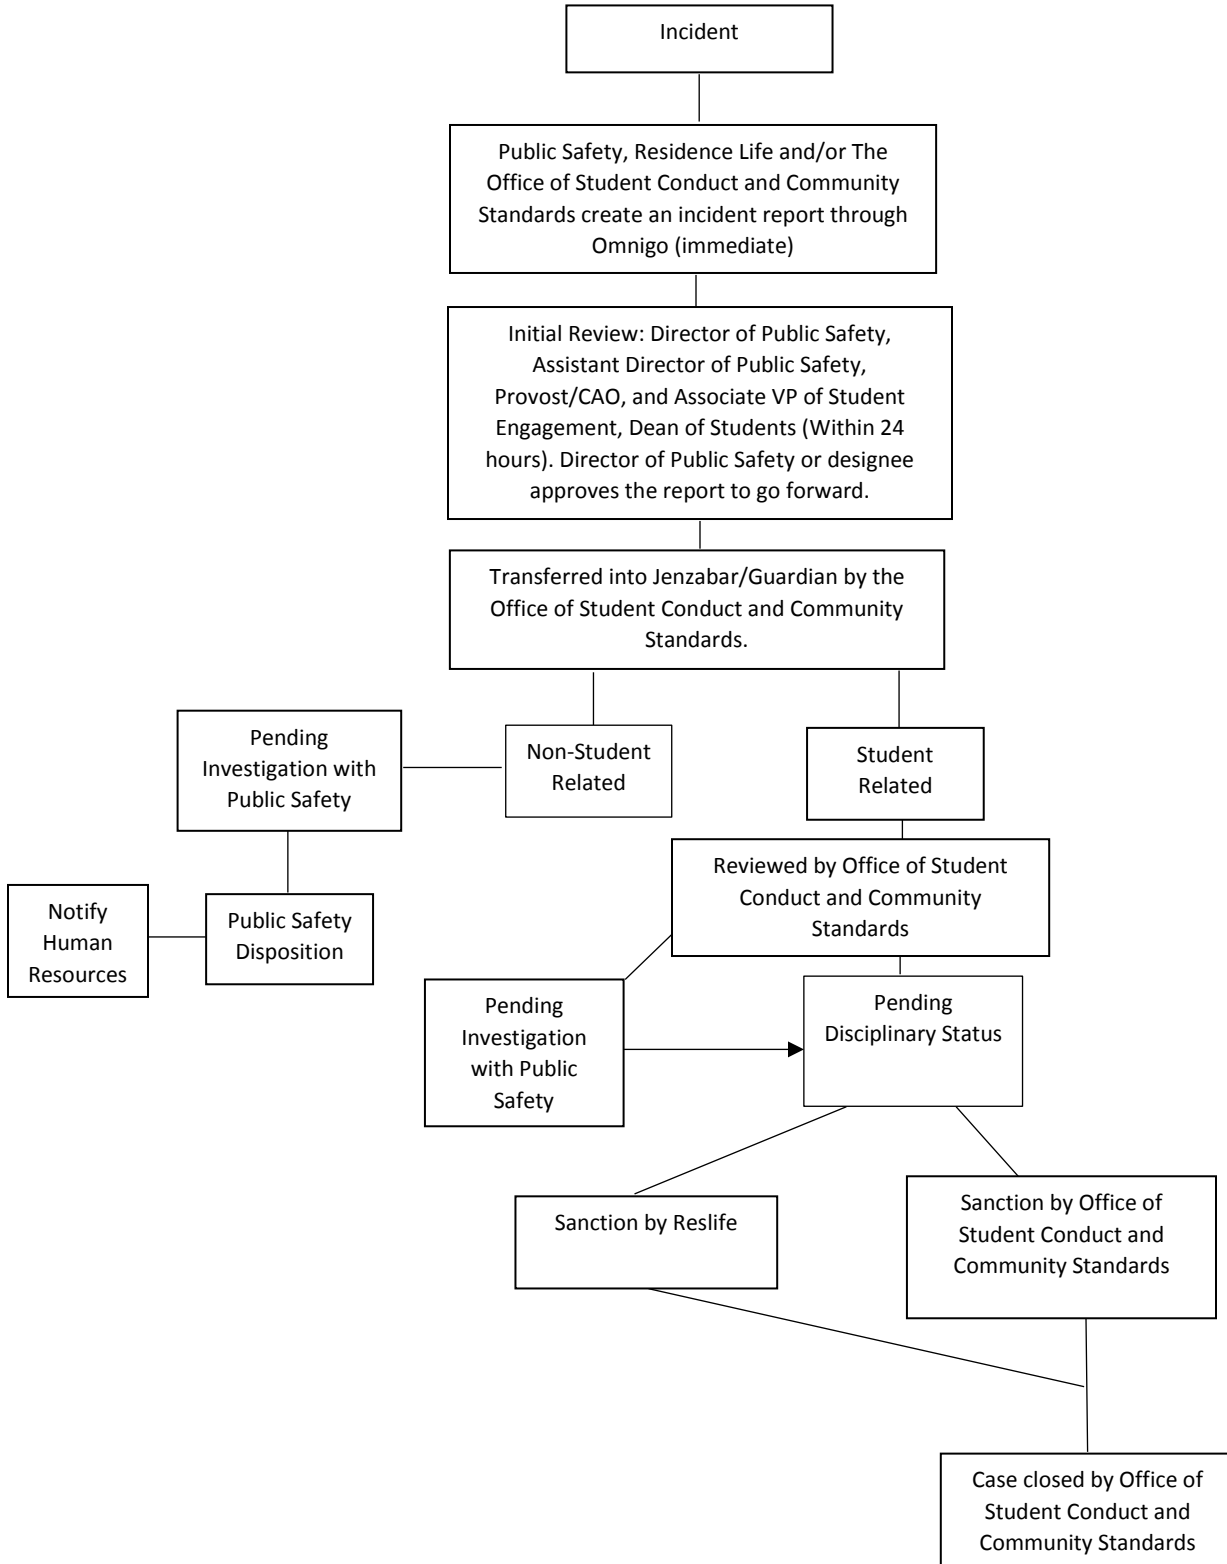 Incident
Public Safety, Residence Life and/or The
Office of Student Conduct and Community
Standards create an incident report through
Omnigo (immediate)
Initial Review: Director of Public Safety,
Assistant Director of Public Safety,
Provost/CAO, and Associate VP of Student
Engagement, Dean of Students (Within 24
hours). Director of Public Safety or designee
approves the report to go forward.
Transferred into Jenzabar/Guardian by the
Office of Student Conduct and Community
Standards.
Pending
Investigation with
Public Safety
Non-Student
Related
Student
Related
Notify
Human
Resources
Public Safety
Disposition
Reviewed by Office of Student
Conduct and Community
Standards
Pending
Investigation
with Public
Safety
Pending
Disciplinary Status
Sanction by Reslife
Sanction by Office of
Student Conduct and
Community Standards
Case closed by Office of
Student Conduct and
Community Standards